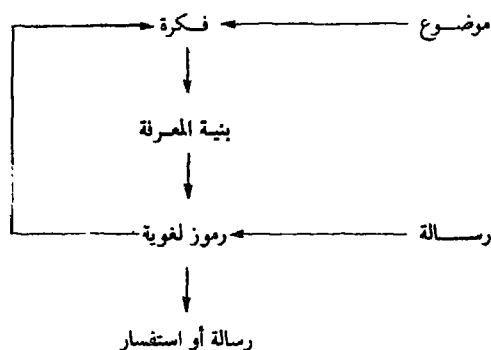 موضوع فكرة
بنية المعرفة
رسالة رموز لغوية
رسالة أو استفسار